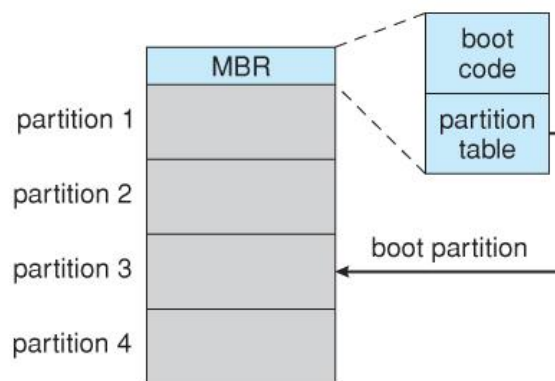 MBR
boot
code
partition
table
partition 1
partition 2
boot partition
partition 3
partition 4